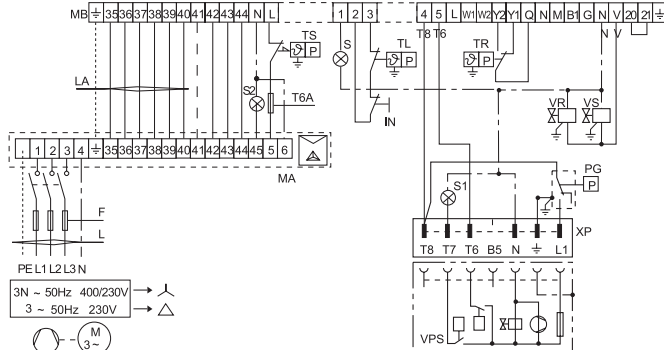 MB 35 36 37 38 39 40 41 42 43 44 N L 1 2 3 4 5 L W1 W2 Y2 Y1 Q N M B1 G N V 20 21
T8 T6 N V
TS S TL TR
P P P
LA
S2 T6A IN VR VS
1 2 3 4 35 36 37 38 39 40 41 42 43 44 45 5 6
MA
PG
P
S1
F
XP
L
T8 T7 T6 B5 N L1
PE L1 L2 L3 N
3N ~ 50Hz 400/230V
3 ~ 50Hz 230V
VPS
M
3~